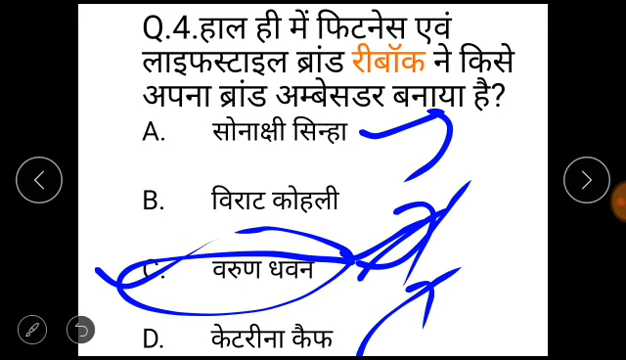 Q.4.हाल ही में फिटनेस एवं
लाइफस्टाइल ब्रांड रीबॉक ने किसे
अपना ब्रांड अम्बेसडर बनाया है?
A. सोनाक्षी सिन्हा
B. विराट कोहली
C. वरुण धवन
D. केटरीना कैफ